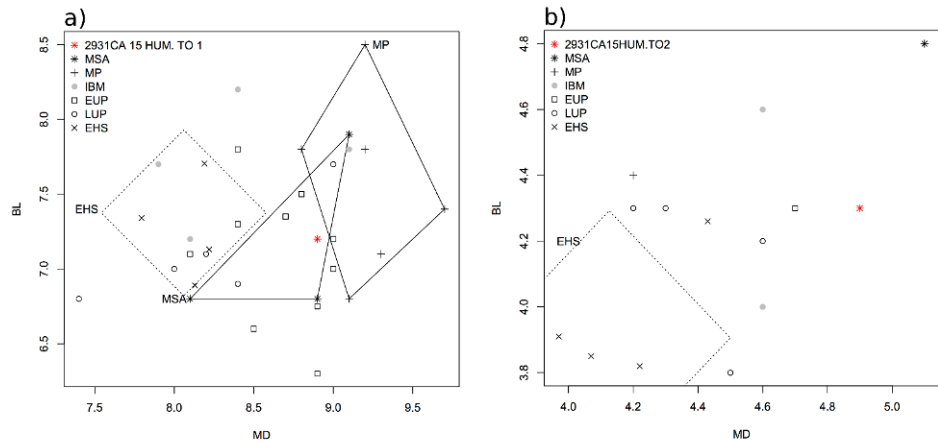 a)
2931CA 15 HUM. TO 1
MSA
MP
IBM
EUP
LUP
EHS
MP
EHS
MSA
BL
8.5
8.0
7.5
7.0
6.5
7.5 8.0 8.5 9.0 9.5
MD
b)
2931CA15HUM.TO2
MSA
MP
IBM
EUP
LUP
EHS
EHS
BL
4.8
4.6
4.4
4.2
4.0
3.8
4.0 4.2 4.4 4.6 4.8 5.0
MD